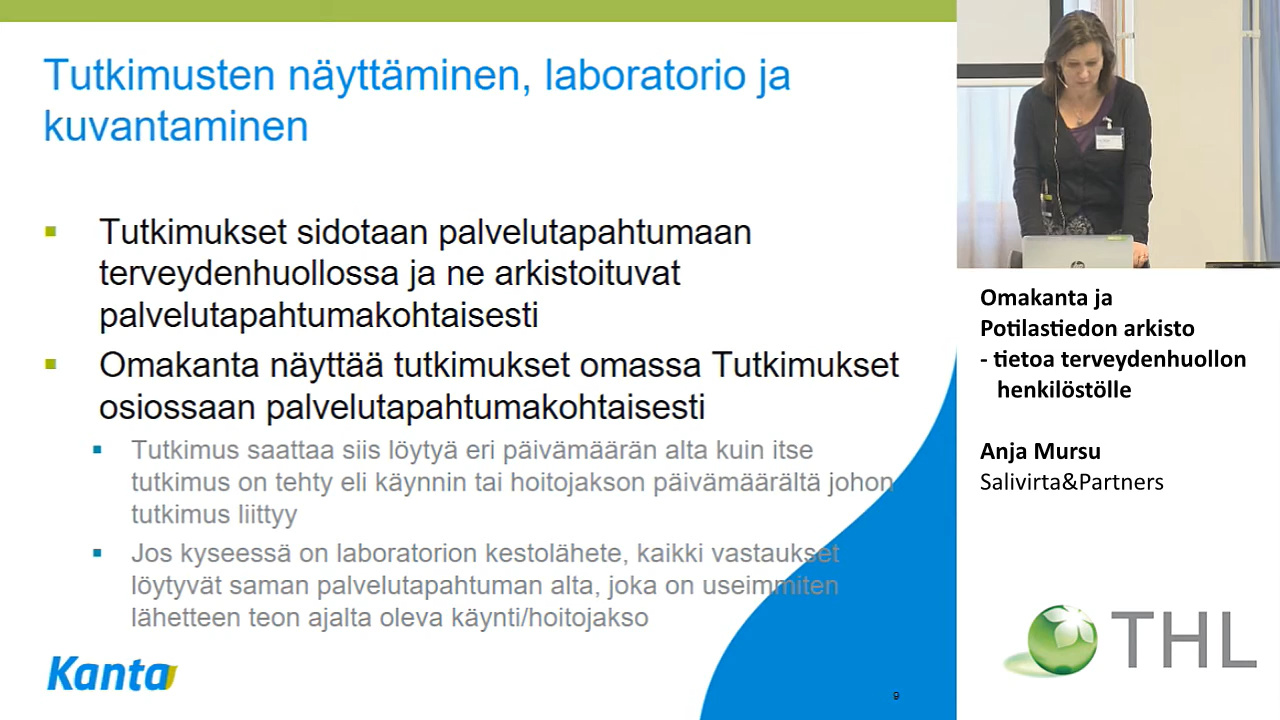 Tutkimusten näyttäminen, laboratorio ja
kuvantaminen
Tutkimukset sidotaan palvelutapahtumaan
terveydenhuollossa ja ne arkistoituvat
palvelutapahtumakohtaisesti
Omakanta näyttää tutkimukset omassa Tutkimukset
osiossaan palvelutapahtumakohtaisesti
Tutkimus saattaa siis löytyä eri päivämäärän alta kuin itse
tutkimus on tehty eli käynnin tai hoitojakson päivämäärältä johon
tutkimus liittyy
Jos kyseessä on laboratorion kestolähete, kaikki vastaukset
löytyvät saman palvelutapahtuman alta, joka on useimmiten
lähetteen teon ajalta oleva käynti/hoitojakso
Kanta
9
Omakanta ja
Potilastiedon arkisto
- tietoa terveydenhuollon
henkilöstölle
Anja Mursu
Salivirta&Partners
THL